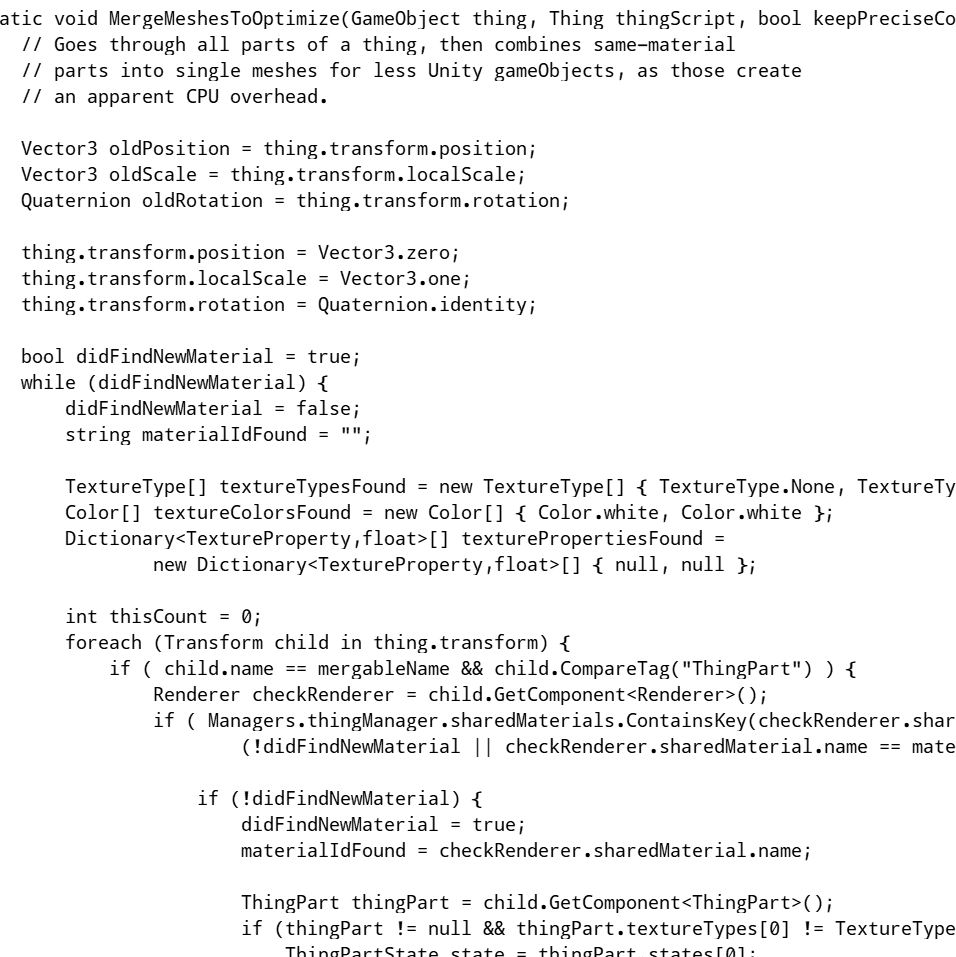 atic void MergeMeshesToOptimize(GameObject thing, Thing thingScript, bool keepPreciseCo
// Goes through all parts of a thing, then combines same-material
// parts into single meshes for less Unity gameObjects, as those create
// an apparent CPU overhead.
Vector3 oldPosition = thing.transform.position;
Vector3 oldScale = thing.transform.localScale;
Quaternion oldRotation = thing.transform.rotation;
thing.transform.position = Vector3.zero;
thing.transform.localScale = Vector3.one;
thing.transform.rotation = Quaternion.identity;
bool didFindNewMaterial = true;
while (didFindNewMaterial) {
didFindNewMaterial = false;
string materialIdFound = "";
TextureType[] textureTypesFound = new TextureType[] { TextureType.None, TextureTy
Color[] textureColorsFound = new Color[] { Color.white, Color.white };
Dictionary<TextureProperty,float>[] texturePropertiesFound =
new Dictionary<TextureProperty,float>[] { null, null };
int thisCount = 0;
foreach (Transform child in thing.transform) {
if ( child.name == mergableName && child.CompareTag("ThingPart") ) {
Renderer checkRenderer = child.GetComponent<Renderer>();
if ( Managers.thingManager.sharedMaterials.ContainsKey(checkRenderer.shar
(!didFindNewMaterial || checkRenderer.sharedMaterial.name == mate
if (!didFindNewMaterial) {
didFindNewMaterial = true;
materialIdFound = checkRenderer.sharedMaterial.name;
ThingPart thingPart = child.GetComponent<ThingPart>();
if (thingPart != null && thingPart.textureTypes[0] != TextureType
ThingPartState state = thingPart.states[0];